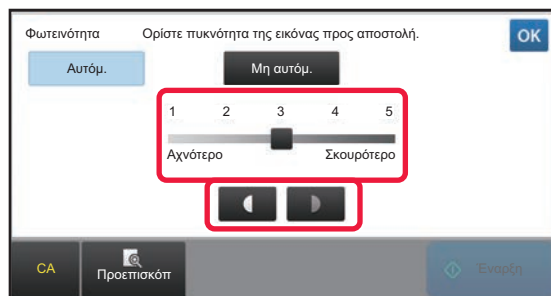 Φωτεινότητα Ορίστε πυκνότητα της εικόνας προς αποστολή. OK
Αυτόμ. Μη αυτόμ.
1 2 3 4 5
Αχνότερο Σκουρότερο
CA Προεπισκόπ Έναρξη